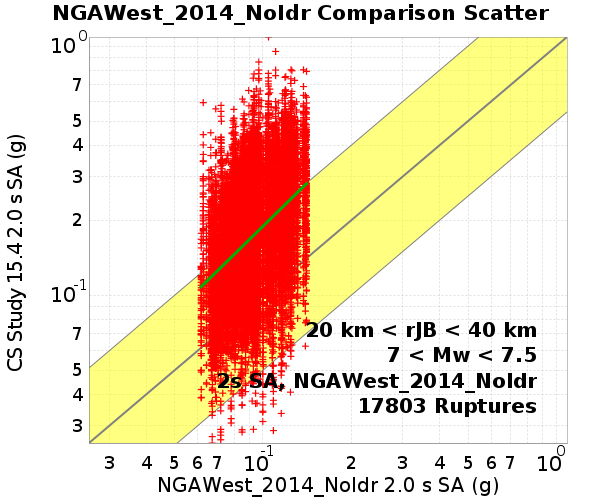 NGAWest_2014_NoIdr Comparison Scatter
10^0
7
5
4
3
2
10^-1
7
5
4
3
CS Study 15.4 2.0 s SA (g)
20 km < rJB < 40 km
7 < Mw < 7.5
2s SA, NGAWest_2014_NoIdr
17803 Ruptures
3 4 5 6 7 10^-1 2 3 4 5 6 7 10^0
NGAWest_2014_NoIdr 2.0 s SA (g)